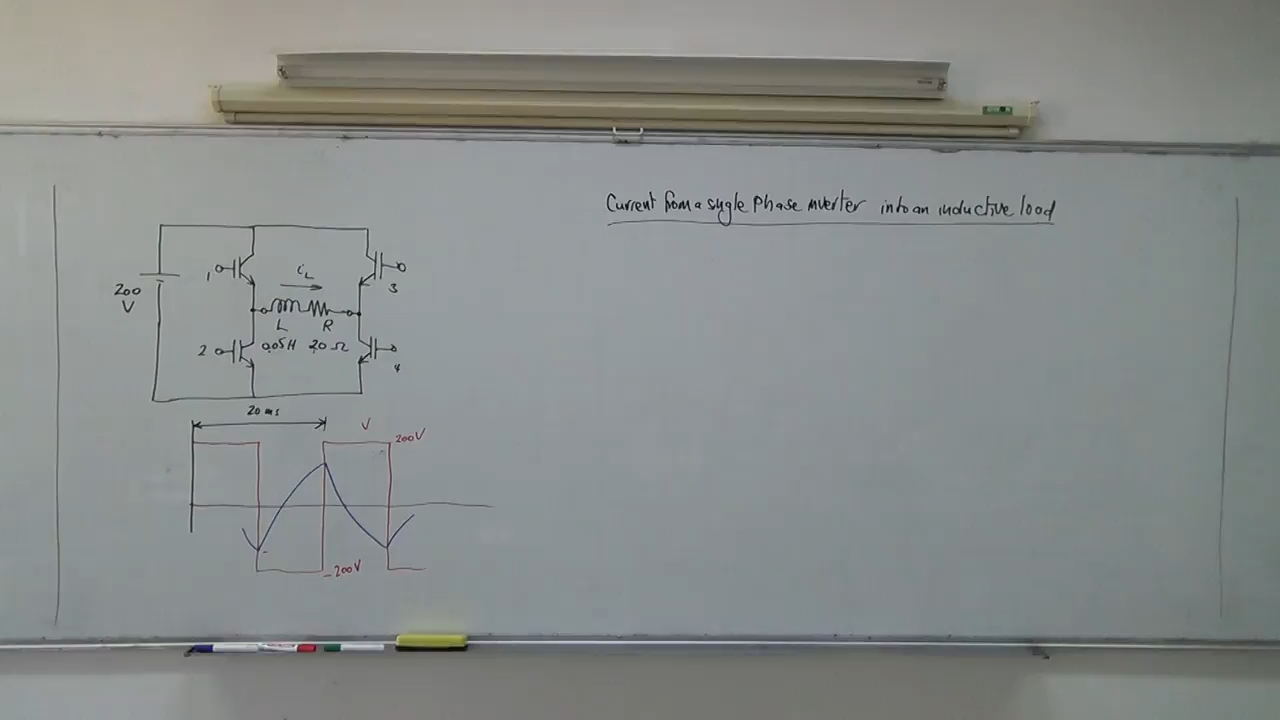 Current from a single Phase inverter into an inductive load
1
3
iL
200
V
L
R
2
0.05H
20 Ω
4
20 ms
V
200V
-200V